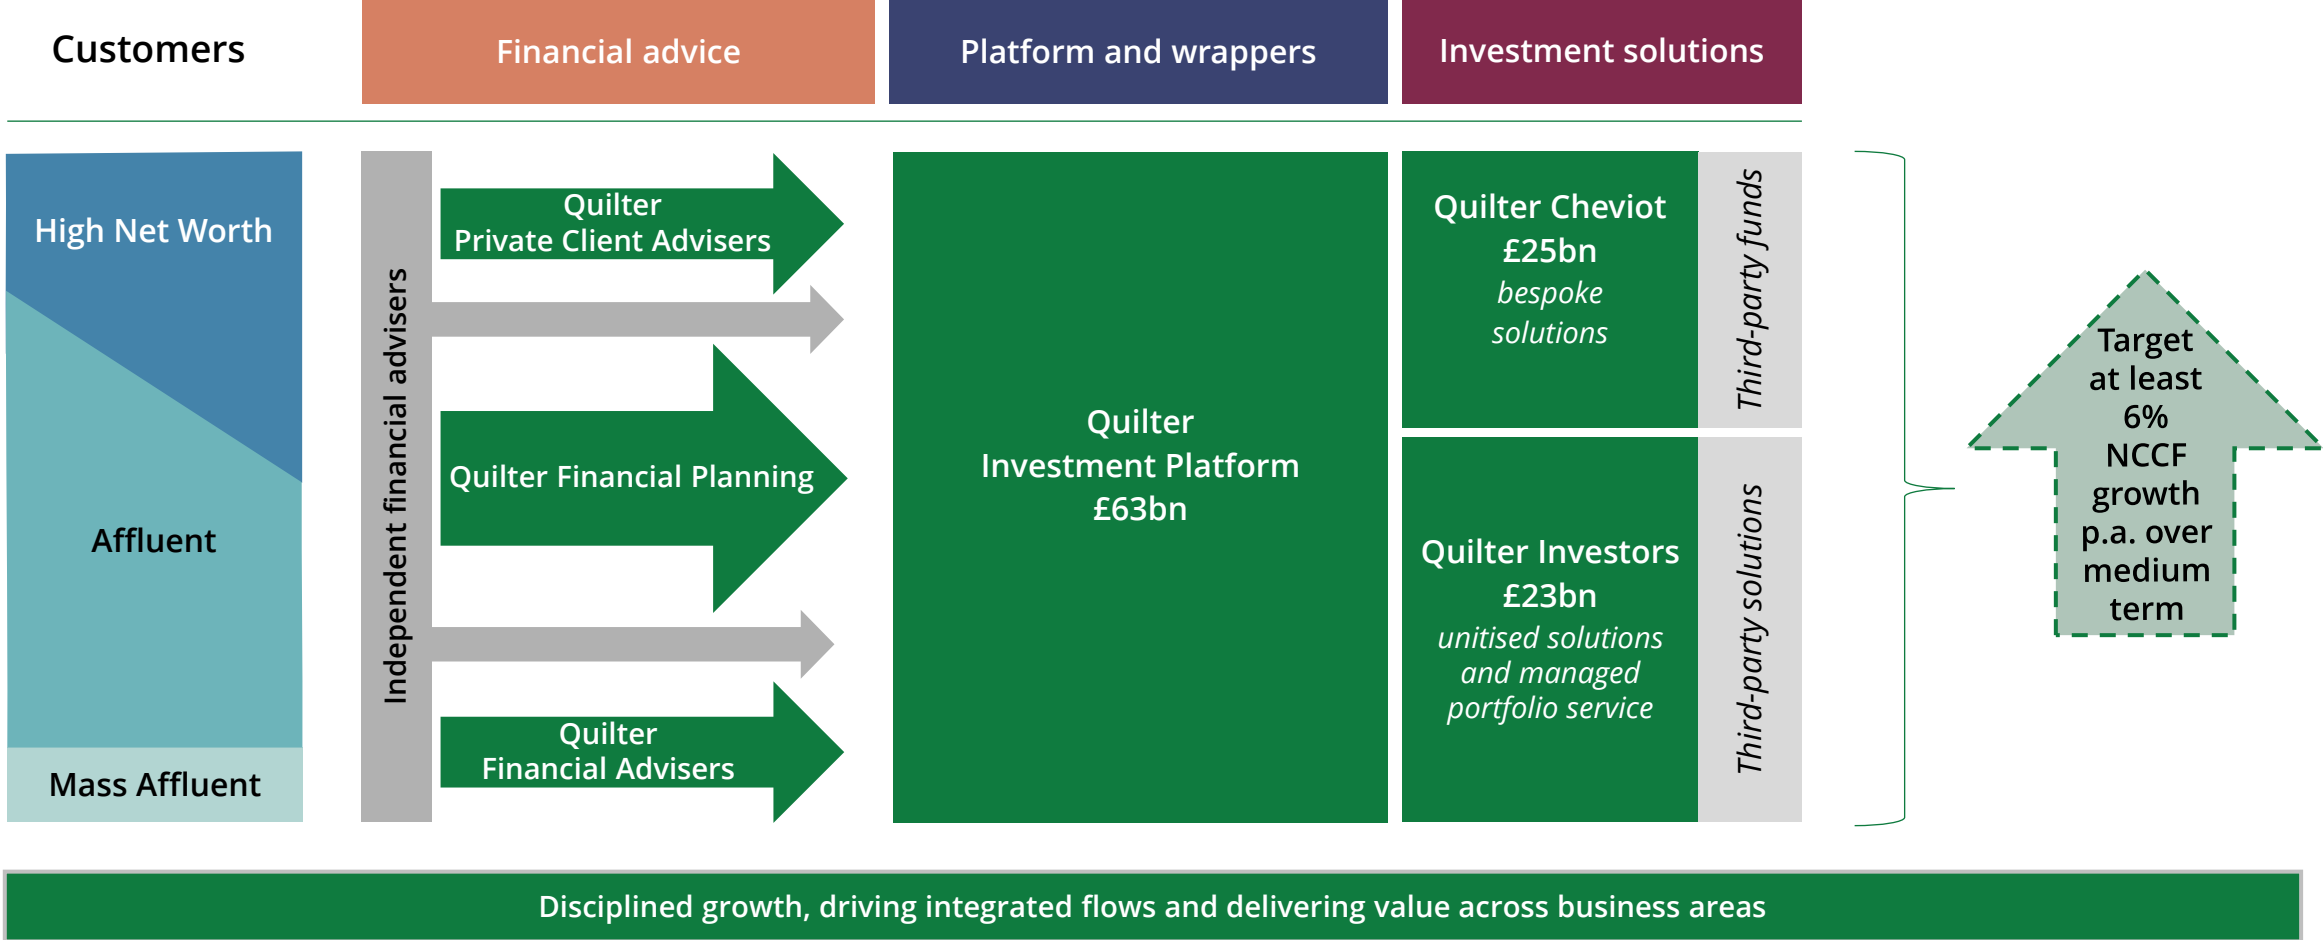 Customers
Financial advice
Platform and wrappers
Investment solutions
High Net Worth
Affluent
Mass Affluent
Independent financial advisers
Quilter
Private Client Advisers
Quilter Financial Planning
Quilter
Financial Advisers
Quilter
Investment Platform
£63bn
Quilter Cheviot
£25bn
bespoke
solutions
Third-party funds
Quilter Investors
£23bn
unitised solutions
and managed
portfolio service
Third-party solutions
Target
at least
6%
NCCF
growth
p.a. over
medium
term
Disciplined growth, driving integrated flows and delivering value across business areas